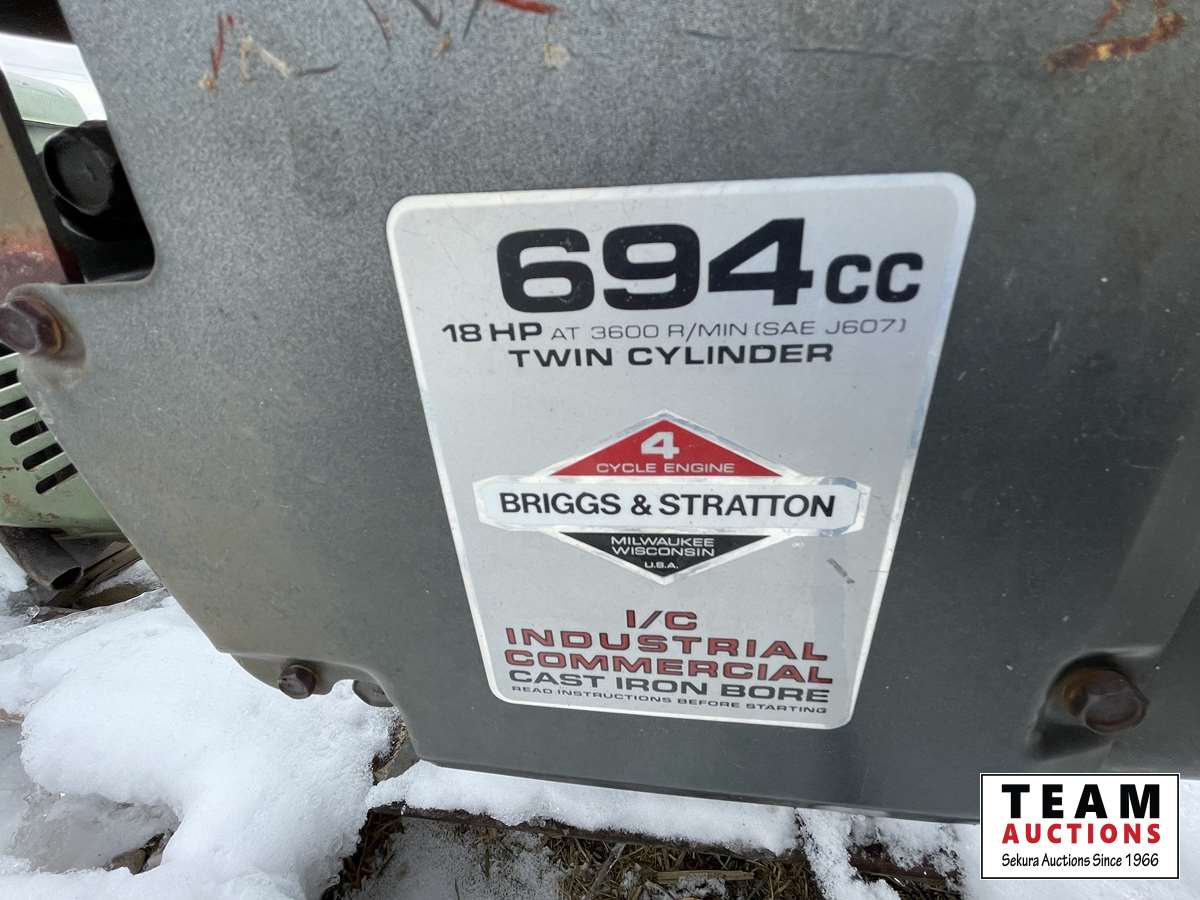 694cc
18 HP AT 3600 R/MIN (SAE J607)
TWIN CYLINDER
4
CYCLE ENGINE
BRIGGS & STRATTON
MILWAUKEE
WISCONSIN
U.S.A.
I/C
INDUSTRIAL
COMMERCIAL
CAST IRON BORE
READ INSTRUCTIONS BEFORE STARTING
TEAM
AUCTIONS
Sekura Auctions Since 1966